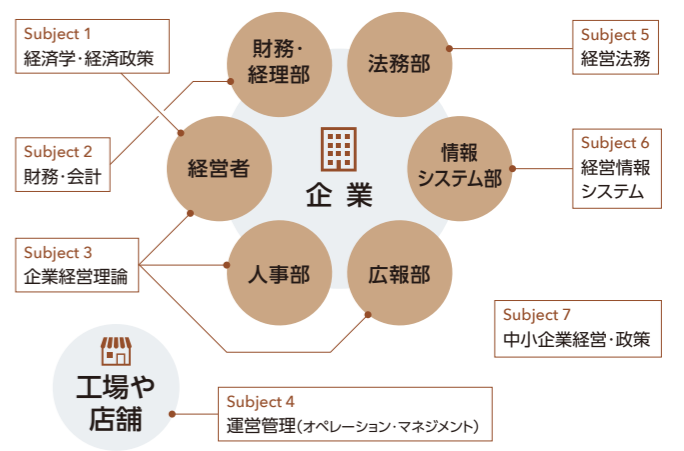 Subject 1
経済学・経済政策
Subject 2
財務・会計
Subject 3
企業経営理論
財務・
経理部
法務部
経営者
企業
情報
システム部
人事部
広報部
Subject 5
経営法務
Subject 6
経営情報
システム
Subject 7
中小企業経営・政策
工場や
店舗
Subject 4
運営管理(オペレーション・マネジメント)